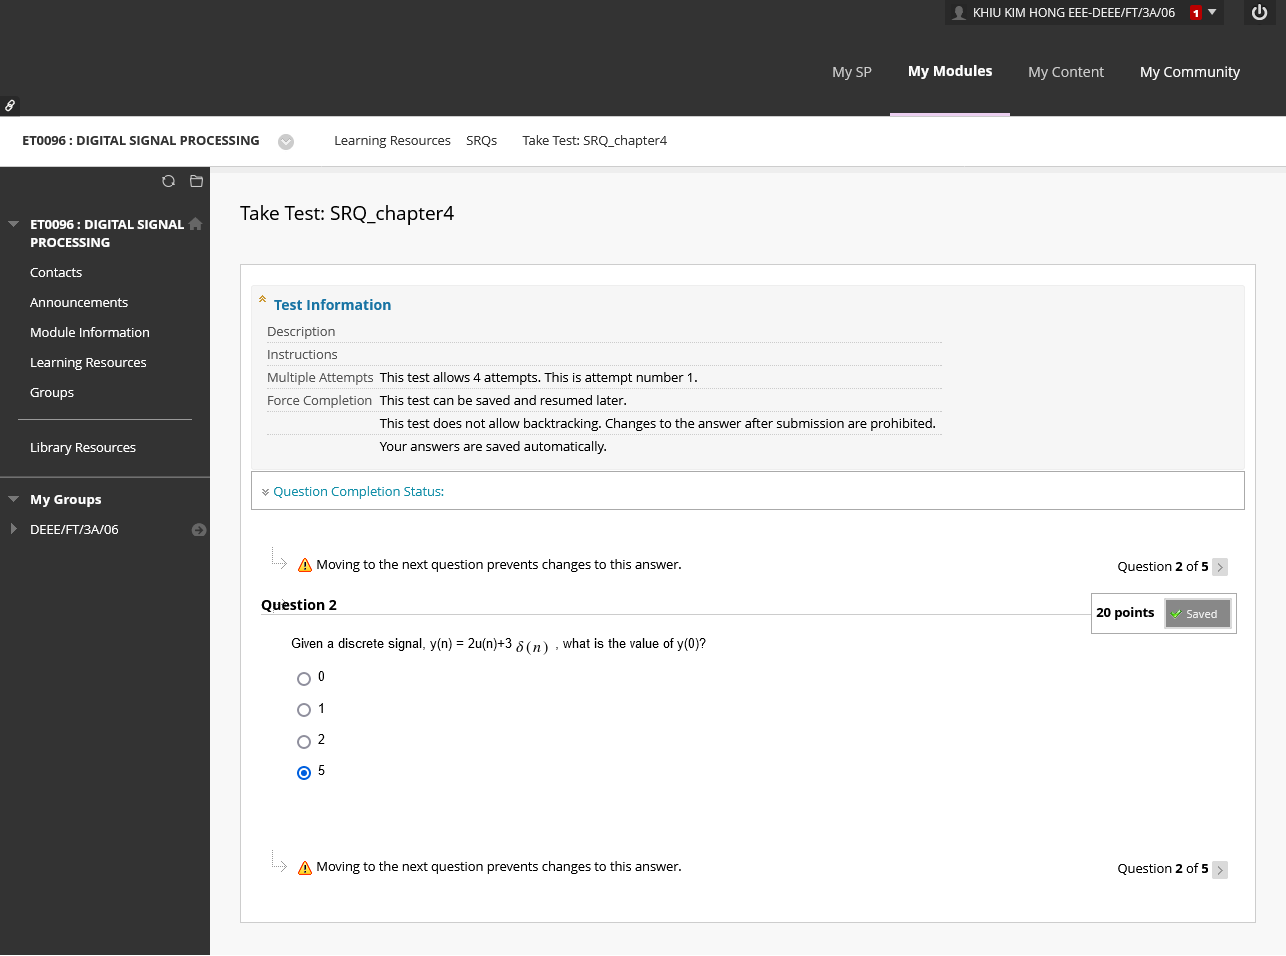 KHIU KIM HONG EEE-DEEE/FT/3A/06 1
My SP My Modules My Content My Community
ET0096 : DIGITAL SIGNAL PROCESSING Learning Resources SRQs Take Test: SRQ_chapter4
ET0096 : DIGITAL SIGNAL
PROCESSING
Contacts
Announcements
Module Information
Learning Resources
Groups
Library Resources
My Groups
DEEE/FT/3A/06
Take Test: SRQ_chapter4
Test Information
Description
Instructions
Multiple Attempts This test allows 4 attempts. This is attempt number 1.
Force Completion This test can be saved and resumed later.
This test does not allow backtracking. Changes to the answer after submission are prohibited.
Your answers are saved automatically.
Question Completion Status:
Moving to the next question prevents changes to this answer. Question 2 of 5 >
Question 2
20 points Saved
Given a discrete signal, y(n) = 2u(n)+3 δ(n) , what is the value of y(0)?
0
1
2
5
Moving to the next question prevents changes to this answer. Question 2 of 5 >